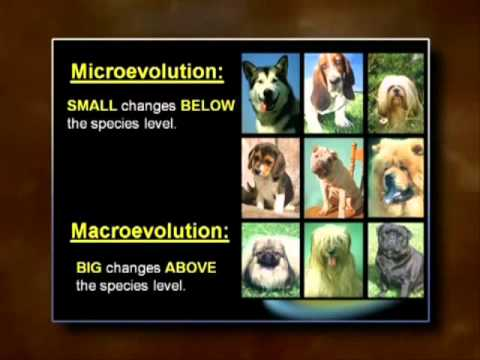 Microevolution:
SMALL changes BELOW
the species level.
Macroevolution:
BIG changes ABOVE
the species level.